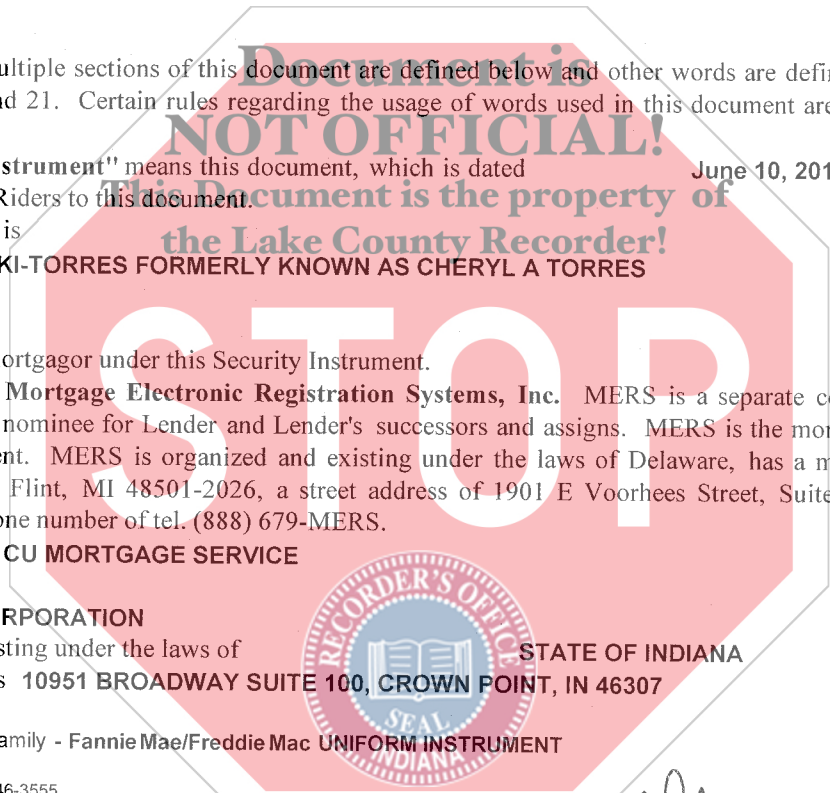 Document is
ultiple sections of this document are defined below and other words are defi
d 21. Certain rules regarding the usage of words used in this document are
NOT OFFICIAL!
strument" means this document, which is dated June 10, 201
This Document is the property of
Riders to this document.
is
the Lake County Recorder!
KI-TORRES FORMERLY KNOWN AS CHERYL A TORRES
STOP
ortgagor under this Security Instrument.
Mortgage Electronic Registration Systems, Inc. MERS is a separate c
nominee for Lender and Lender's successors and assigns. MERS is the mor
nt. MERS is organized and existing under the laws of Delaware, has a m
Flint, MI 48501-2026, a street address of 1901 E Voorhees Street, Suite
one number of tel. (888) 679-MERS.
CU MORTGAGE SERVICE
RPORATION
sting under the laws of STATE OF INDIANA
s 10951 BROADWAY SUITE 100, CROWN POINT, IN 46307
RECORDER'S OFFICE
SEAL
INDIANA
amily - Fannie Mae/Freddie Mac UNIFORM INSTRUMENT
46-3555